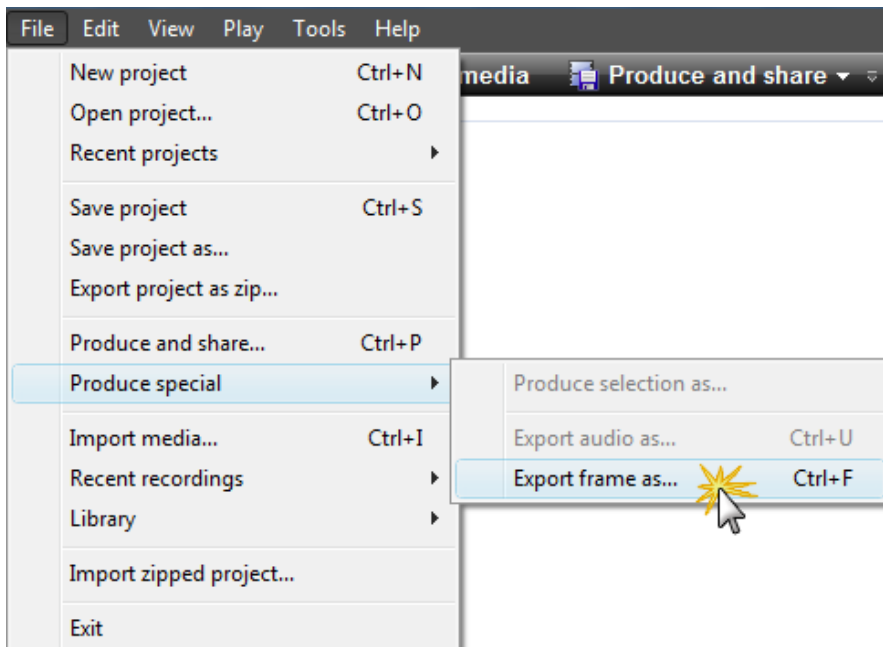 File Edit View Play Tools Help
New project Ctrl+N
media Produce and share
Open project... Ctrl+O
Recent projects
Save project Ctrl+S
Save project as...
Export project as zip...
Produce and share... Ctrl+P
Produce special
Produce selection as...
Import media... Ctrl+I
Export audio as... Ctrl+U
Recent recordings
Export frame as... Ctrl+F
Library
Import zipped project...
Exit